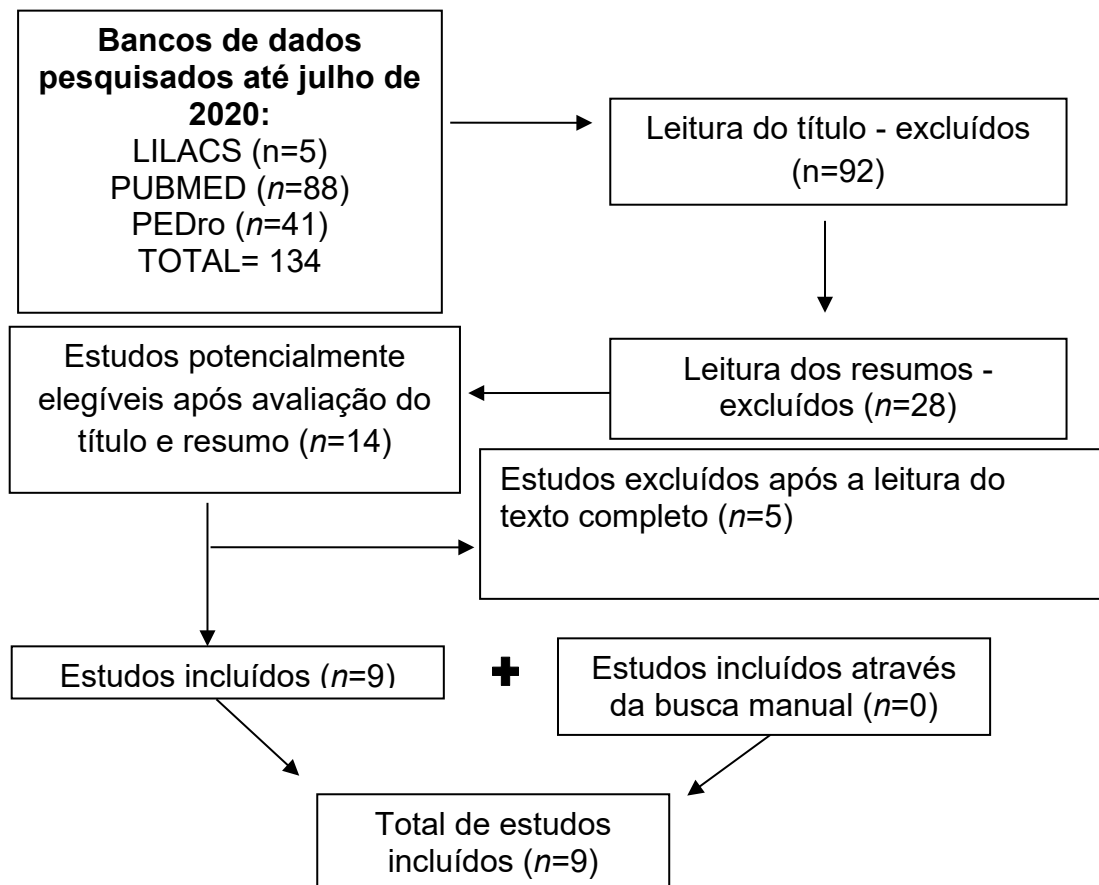 Bancos de dados
pesquisados até julho de
2020:
LILACS (n=5)
PUBMED (n=88)
PEDro (n=41)
TOTAL= 134
Leitura do título - excluídos
(n=92)
Leitura dos resumos -
excluídos (n=28)
Estudos potencialmente
elegíveis após avaliação do
título e resumo (n=14)
Estudos excluídos após a leitura do
texto completo (n=5)
Estudos incluídos (n=9)
Estudos incluídos através
da busca manual (n=0)
Total de estudos
incluídos (n=9)